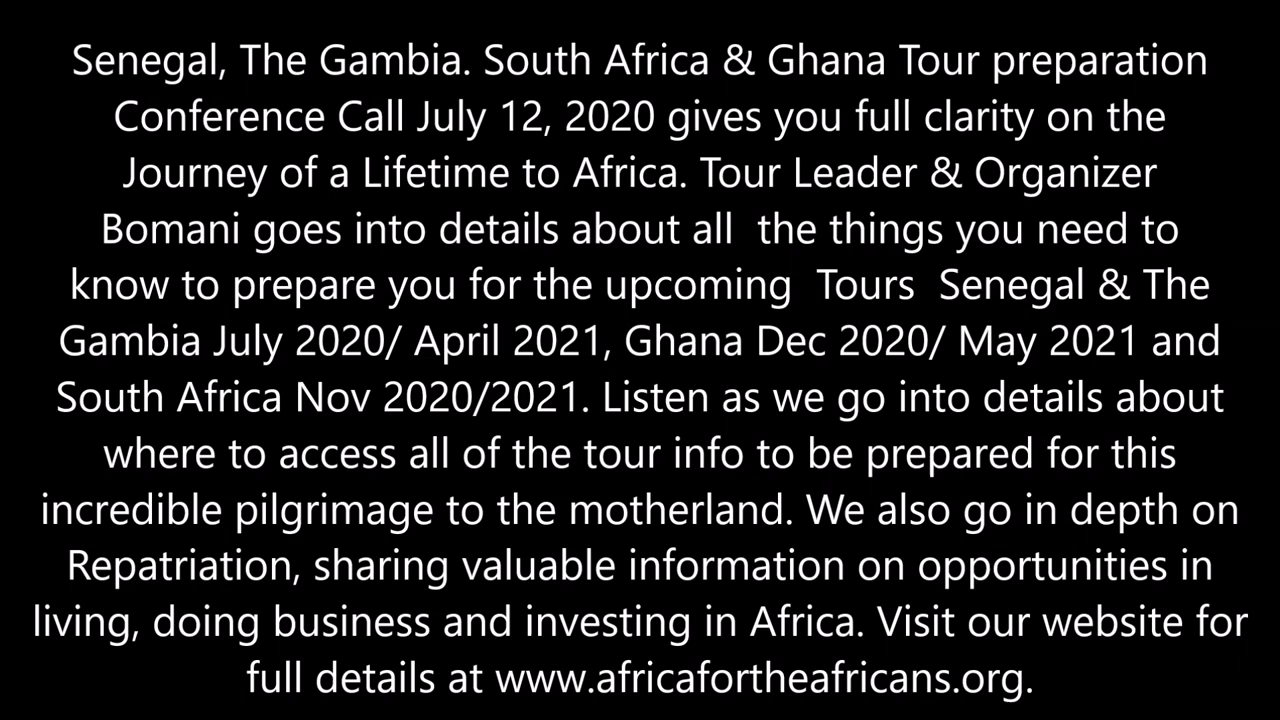 Senegal, The Gambia. South Africa & Ghana Tour preparation
Conference Call July 12, 2020 gives you full clarity on the
Journey of a Lifetime to Africa. Tour Leader & Organizer
Bomani goes into details about all  the things you need to
know to prepare you for the upcoming  Tours  Senegal & The
Gambia July 2020/ April 2021, Ghana Dec 2020/ May 2021 and
South Africa Nov 2020/2021. Listen as we go into details about
where to access all of the tour info to be prepared for this
incredible pilgrimage to the motherland. We also go in depth on
Repatriation, sharing valuable information on opportunities in
living, doing business and investing in Africa. Visit our website for
full details at www.africafortheafricans.org.